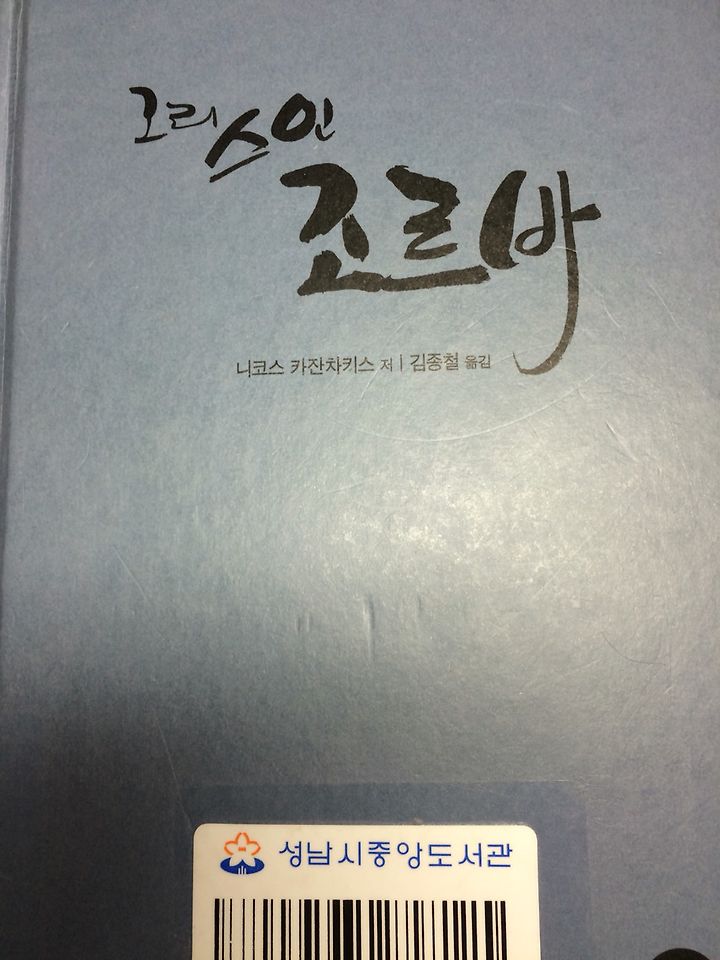 그리스인
조르바
니코스 카잔차키스 저 | 김종철 옮김
성남시중앙도서관